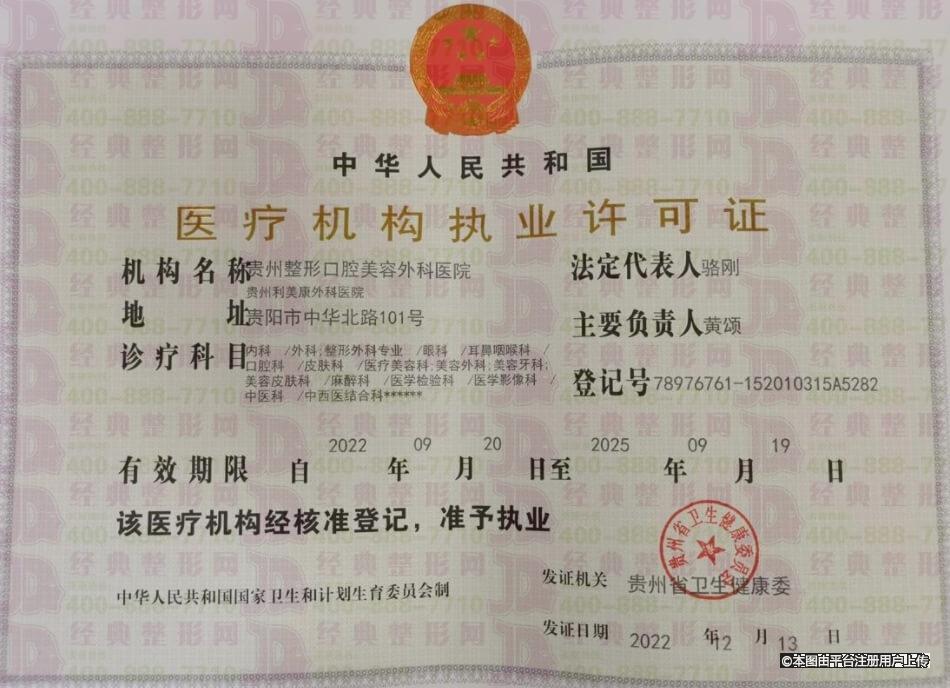 中华人民共和国
医疗机构执业许可证
机构名称 贵州整形口腔美容外科医院
贵州利美康外科医院
法定代表人 骆刚
地址 贵阳市中华北路101号
主要负责人 黄颂
诊疗科目 内科 /外科;整形外科专业 /眼科 /耳鼻咽喉科 /
口腔科 /皮肤科 /医疗美容科;美容外科;美容牙科;
美容皮肤科 /麻醉科 /医学检验科 /医学影像科 /
中医科 /中西医结合科******
登记号 78976761-152010315A5282
有效期限 自 2022 年 09 月 20 日至 2025 年 09 月 19 日
该医疗机构经核准登记，准予执业
贵州省卫生健康委员会
中华人民共和国国家卫生和计划生育委员会制
发证机关 贵州省卫生健康委
发证日期 2022 年 12 月 13 日
经典整形网
400-888-7710
©本图由平台注册用户上传